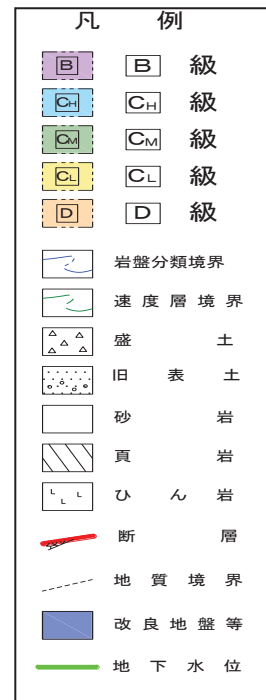 凡 例
B B 級
CH CH 級
CM CM 級
CL CL 級
D D 級
岩盤分類境界
速度層境界
盛土
旧表土
砂岩
頁岩
ひん岩
断層
地質境界
改良地盤等
地下水位